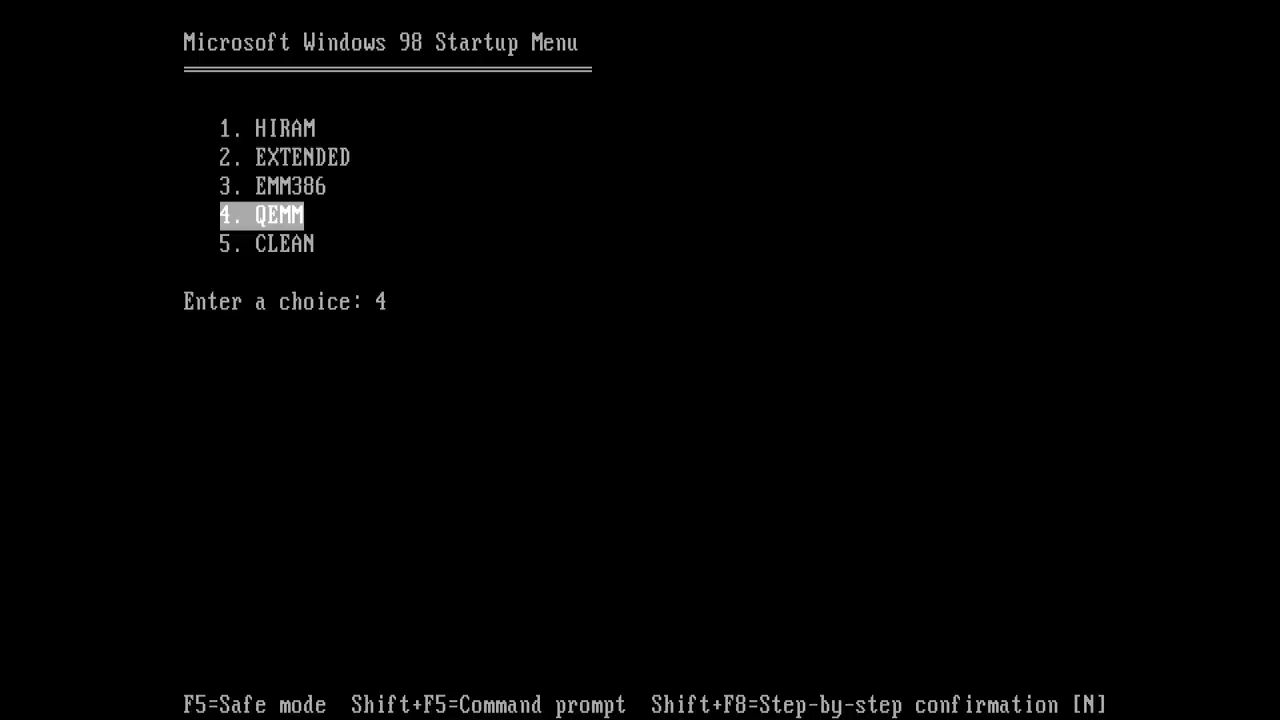 Microsoft Windows 98 Startup Menu
1. HIRAM
2. EXTENDED
3. EMM386
4. QEMM
5. CLEAN
Enter a choice: 4
F5=Safe mode  Shift+F5=Command prompt  Shift+F8=Step-by-step confirmation [N]